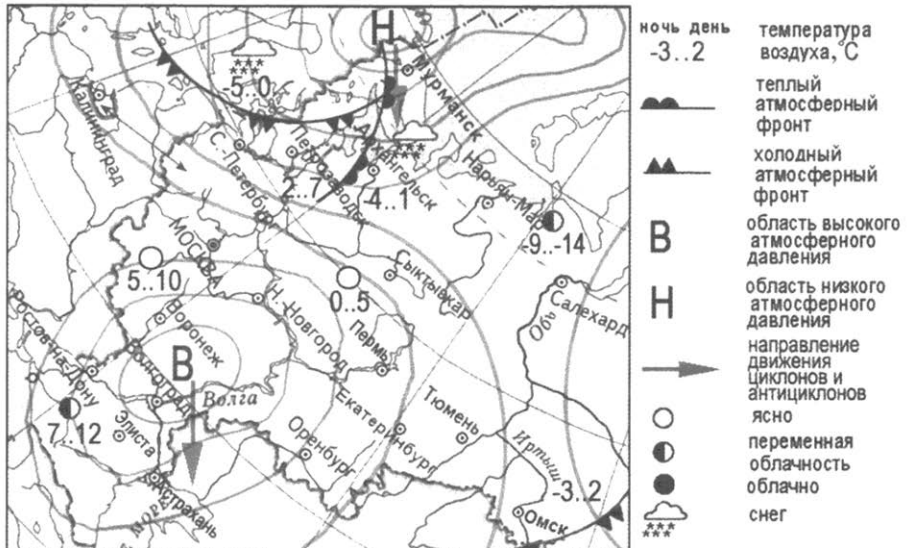 Н
-5..0
Мурманск
Калининград
С.-Петербург
Петрозаводск
Архангельск
2..7
-4..1
Нарьян-Мар
-9..-14
МОСКВА
5..10
0..5
Сыктывкар
Салехард
Обь
Воронеж
Н. Новгород
Пермь
Ростов-на-Дону
Волгоград
В
Волга
7..12
Элиста
Оренбург
Екатеринбург
Тюмень
Иртыш
-3..2
Омск
Астрахань
МОРЕ
ночь день
-3..2
температура
воздуха,°С
теплый
атмосферный
фронт
холодный
атмосферный
фронт
В
область высокого
атмосферного
давления
Н
область низкого
атмосферного
давления
направление
движения
циклонов и
антициклонов
ясно
переменная
облачность
облачно
снег